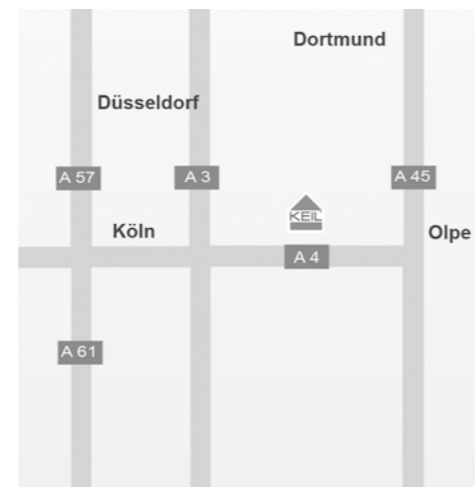 Dortmund
Düsseldorf
A 57
A 3
A 45
KEIL
Köln
Olpe
A 4
A 61